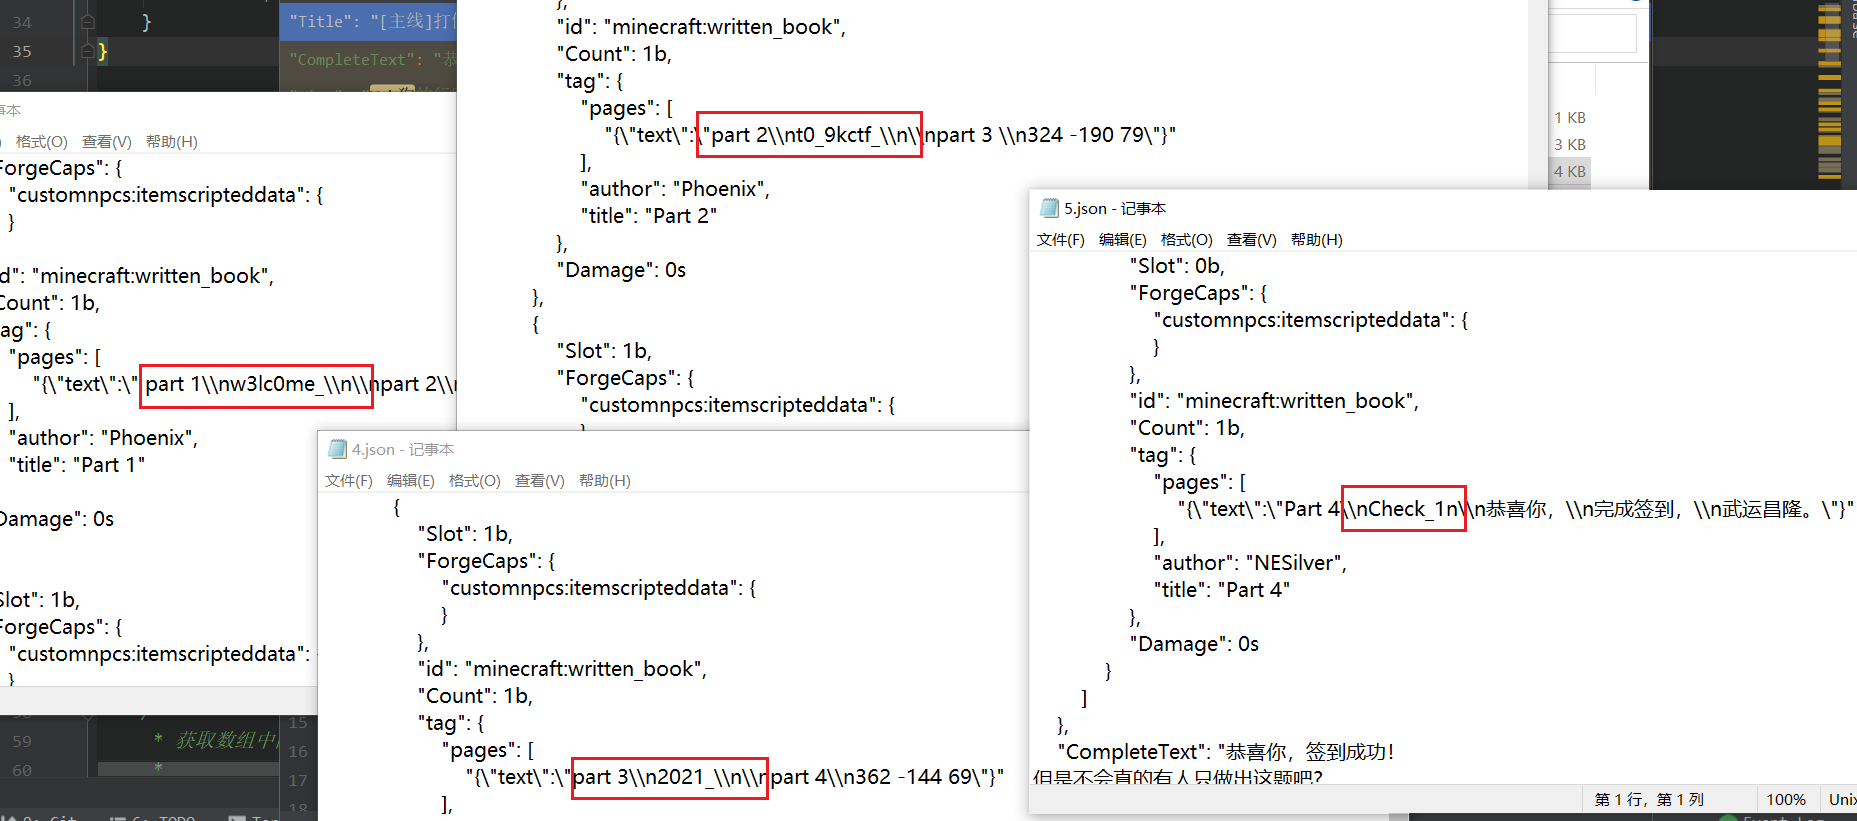 34 }
35 }
36
"Title": "[主线]打
"CompleteText": "恭
格式(O) 查看(V) 帮助(H)
ForgeCaps": {
"customnpcs:itemscripteddata": {
}
id": "minecraft:written_book",
Count": 1b,
tag": {
"pages": [
"{\"text\":\" part 1\\nw3lc0me_\\n\\npart 2\\
],
"author": "Phoenix",
"title": "Part 1"
Damage": 0s
Slot": 1b,
ForgeCaps": {
"customnpcs:itemscripteddata":
}
59 * 获取数组中
60 *
},
"id": "minecraft:written_book",
"Count": 1b,
"tag": {
"pages": [
"{\"text\":\"part 2\\nt0_9kctf_\\n\\npart 3 \\n324 -190 79\"}"
],
"author": "Phoenix",
"title": "Part 2"
},
"Damage": 0s
},
{
"Slot": 1b,
"ForgeCaps": {
"customnpcs:itemscripteddata": {
}
1 KB
3 KB
4 KB
4.json - 记事本
文件(F) 编辑(E) 格式(O) 查看(V) 帮助(H)
{
"Slot": 1b,
"ForgeCaps": {
"customnpcs:itemscripteddata": {
}
},
"id": "minecraft:written_book",
"Count": 1b,
"tag": {
"pages": [
"{\"text\":\"part 3\\n2021_\\n\\npart 4\\n362 -144 69\"}"
],
15
16
17
18
5.json - 记事本
文件(F) 编辑(E) 格式(O) 查看(V) 帮助(H)
"Slot": 0b,
"ForgeCaps": {
"customnpcs:itemscripteddata": {
}
},
"id": "minecraft:written_book",
"Count": 1b,
"tag": {
"pages": [
"{\"text\":\"Part 4\\nCheck_1n\\n恭喜你，\\n完成签到，\\n武运昌隆。\"}"
],
"author": "NESilver",
"title": "Part 4"
},
"Damage": 0s
}
]
},
"CompleteText": "恭喜你，签到成功！
但是不会真的有人只做出这题吧？
第 1 行，第 1 列 100% Unix